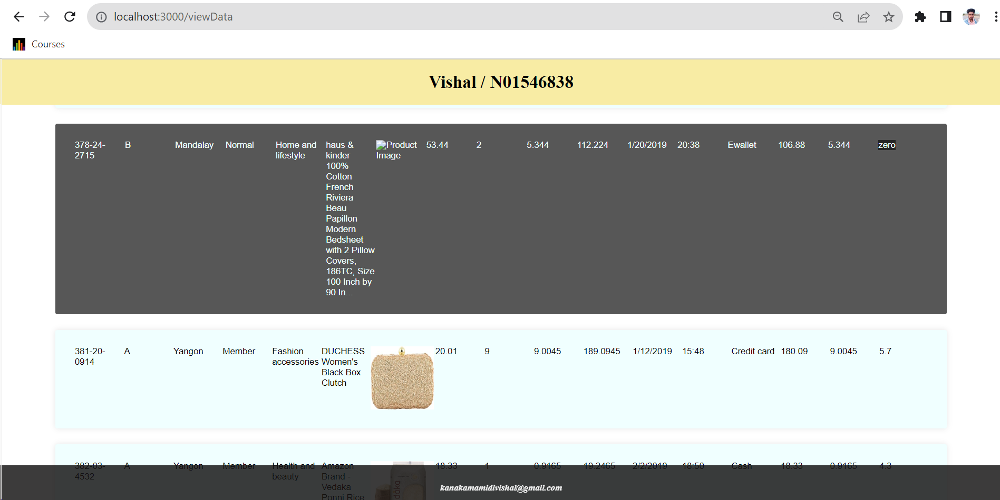 localhost:3000/viewData
Courses
Vishal / N01546838
378-24- B Mandalay Normal Home and haus & Product 53.44 2 5.344 112.224 1/20/2019 20:38 Ewallet 106.88 5.344 zero
2715 lifestyle kinder Image
100%
Cotton
French
Riviera
Beau
Papillon
Modern
Bedsheet
with 2 Pillow
Covers,
186TC, Size
100 Inch by
90 In...
381-20- A Yangon Member Fashion DUCHESS 20.01 9 9.0045 189.0945 1/12/2019 15:48 Credit card 180.09 9.0045 5.7
0914 accessories Women's
Black Box
Clutch
382-03- A Yangon Member Health and Amazon 18.33 1 0.9165 19.2465 2/2/2019 18:50 Cash 18.33 0.9165 4.3
4532 beauty Brand -
Vedaka
Ponni Rice
kanakamamidivishal@gmail.com